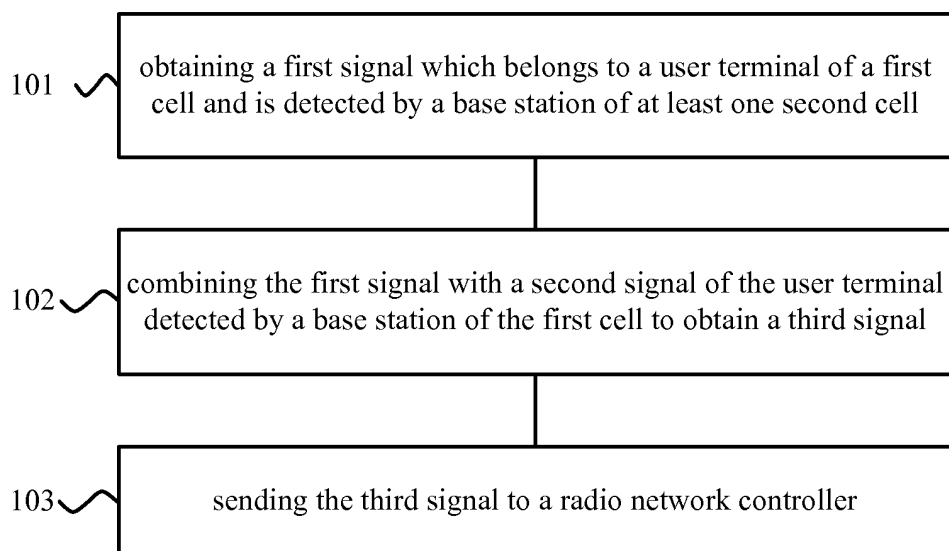 101
obtaining a first signal which belongs to a user terminal of a first
cell and is detected by a base station of at least one second cell
102
combining the first signal with a second signal of the user terminal
detected by a base station of the first cell to obtain a third signal
103
sending the third signal to a radio network controller